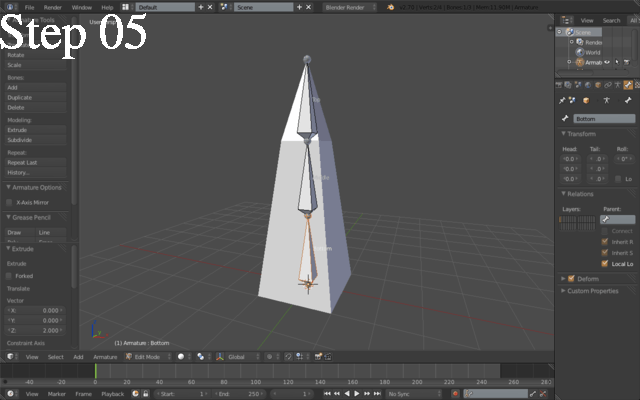 File Render Window Help Default Scene Blender Render
Step 05
View Search All
Scene
Render
World
Rotate
Scale
Bones:
Add
Duplicate
Delete
Modeling:
Extrude
Subdivide
Repeat:
Repeat Last
History...
Armature Options
X-Axis Mirror
Grease Pencil
Draw Line
Extrude
Extrude
Forked
Translate
Vector
X: 0.000
Y: 0.000
Z: 2.000
Constraint Axis
(1) Armature : Bottom
Bottom
Transform
Head: Tail: Roll:
Relations
Layers: Parent:
Connect
Inherit R
Inherit S
Local Lo
Deform
Custom Properties
View Select Add Armature Edit Mode Global
-40 -20 0 20 40 60 80 100 120 140 160 180 200 220 240 260
View Marker Frame Playback Start: 1 End: 250 1 No Sync